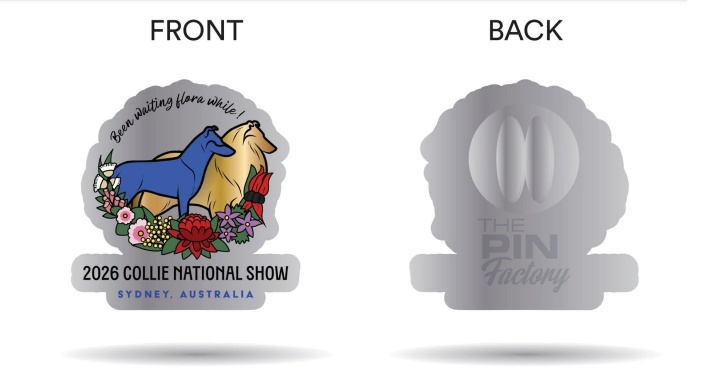 FRONT
BACK
Been waiting flora while!
2026 COLLIE NATIONAL SHOW
SYDNEY, AUSTRALIA
THE
PIN
Factory